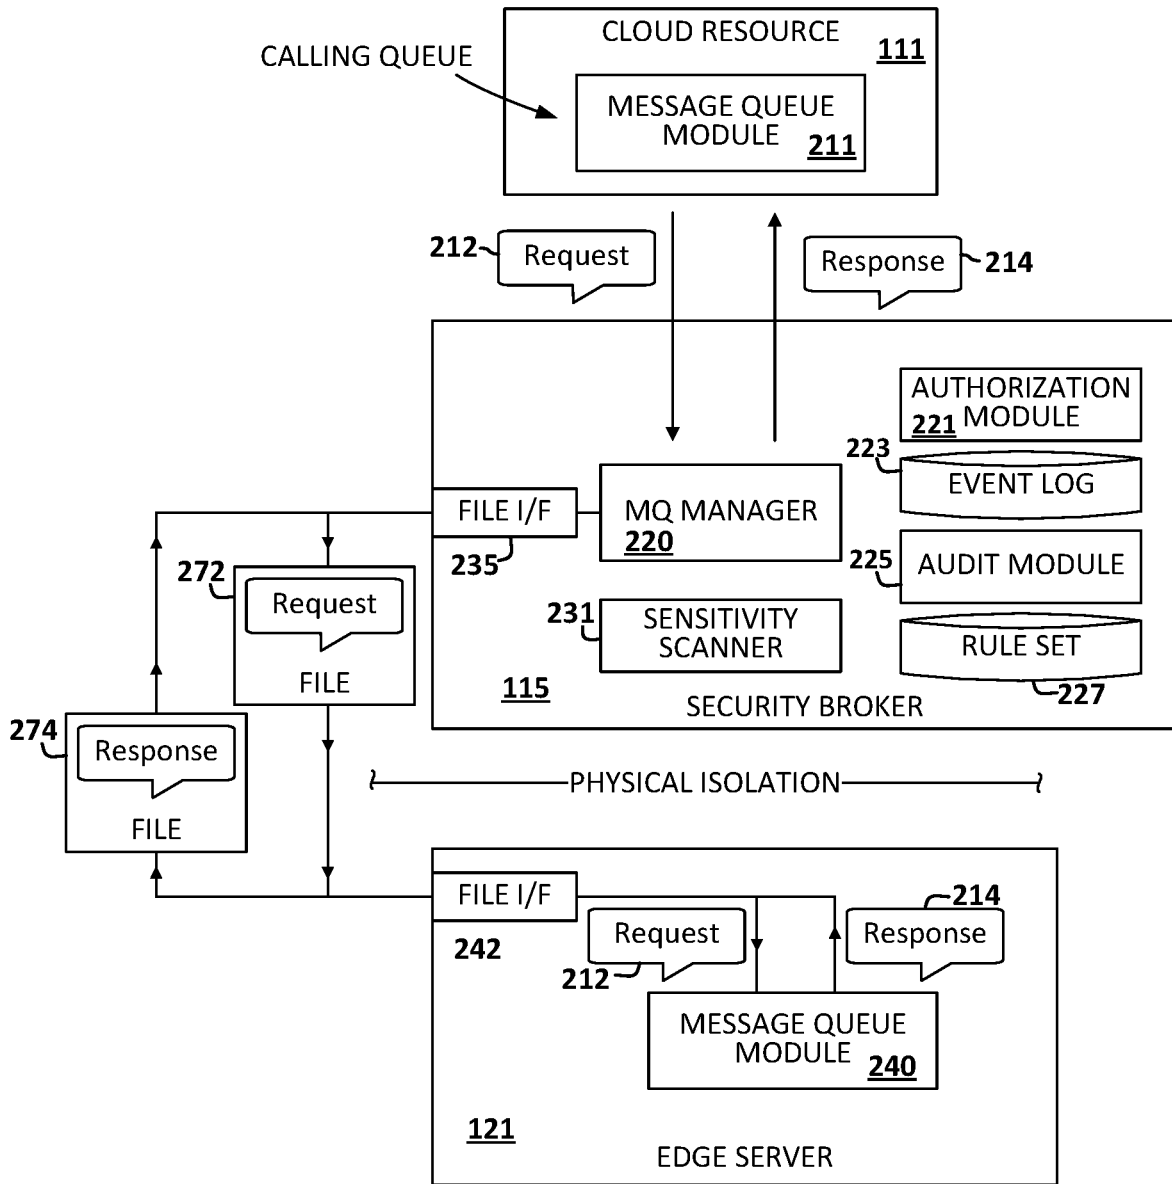 CLOUD RESOURCE
111
CALLING QUEUE
MESSAGE QUEUE
MODULE
211
212
Request
Response
214
AUTHORIZATION
221
MODULE
223
EVENT LOG
FILE I/F
235
MQ MANAGER
220
225
AUDIT MODULE
272
Request
FILE
231
SENSITIVITY
SCANNER
RULE SET
227
115
SECURITY BROKER
274
Response
FILE
PHYSICAL ISOLATION
FILE I/F
242
Request
212
214
Response
MESSAGE QUEUE
MODULE
240
121
EDGE SERVER